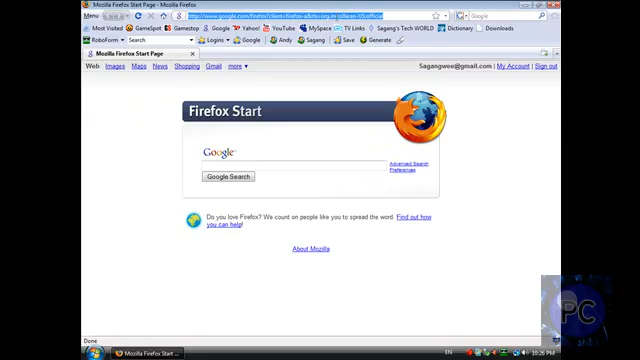 Mozilla Firefox Start Page - Mozilla Firefox
Menu
Google
Most Visited GameSpot Gamestop Google Yahoo! YouTube MySpace TV Links Sagang's Tech WORLD Dictionary Downloads
RoboForm Search Logins Google Andy Sagang Save Generate
Mozilla Firefox Start Page
Web Images Maps News Shopping Gmail more ▼ Sagangwee@gmail.com | My Account | Sign out
Firefox Start
Google
Advanced Search
Preferences
Google Search
Do you love Firefox? We count on people like you to spread the word. Find out how
you can help!
About Mozilla
PC
Done
Mozilla Firefox Start ... EN 10:26 PM